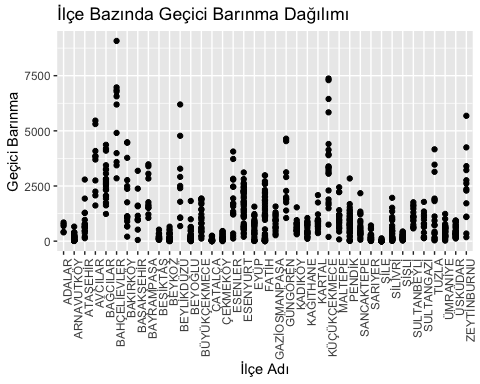 İlçe Bazında Geçici Barınma Dağılımı
Geçici Barınma
7500
5000
2500
0
ADALAR
ARNAVUTKÖY
ATAŞEHİR
AVCILAR
BAĞCILAR
BAHÇELİEVLER
BAKIRKÖY
BAŞAKŞEHİR
BAYRAMPAŞA
BEŞİKTAŞ
BEYKOZ
BEYLİKDÜZÜ
BEYOĞLU
BÜYÜKÇEKMECE
ÇATALCA
ÇEKMEKÖY
ESENLER
ESENYURT
EYÜP
FATİH
GAZİOSMANPAŞA
GÜNGÖREN
KADIKÖY
KAĞITHANE
KARTAL
KÜÇÜKÇEKMECE
MALTEPE
PENDİK
SANCAKTEPE
SARIYER
ŞİLE
SİLİVRİ
ŞİŞLİ
SULTANBEYLİ
SULTANGAZİ
TUZLA
ÜMRANİYE
ÜSKÜDAR
ZEYTİNBURNU
İlçe Adı